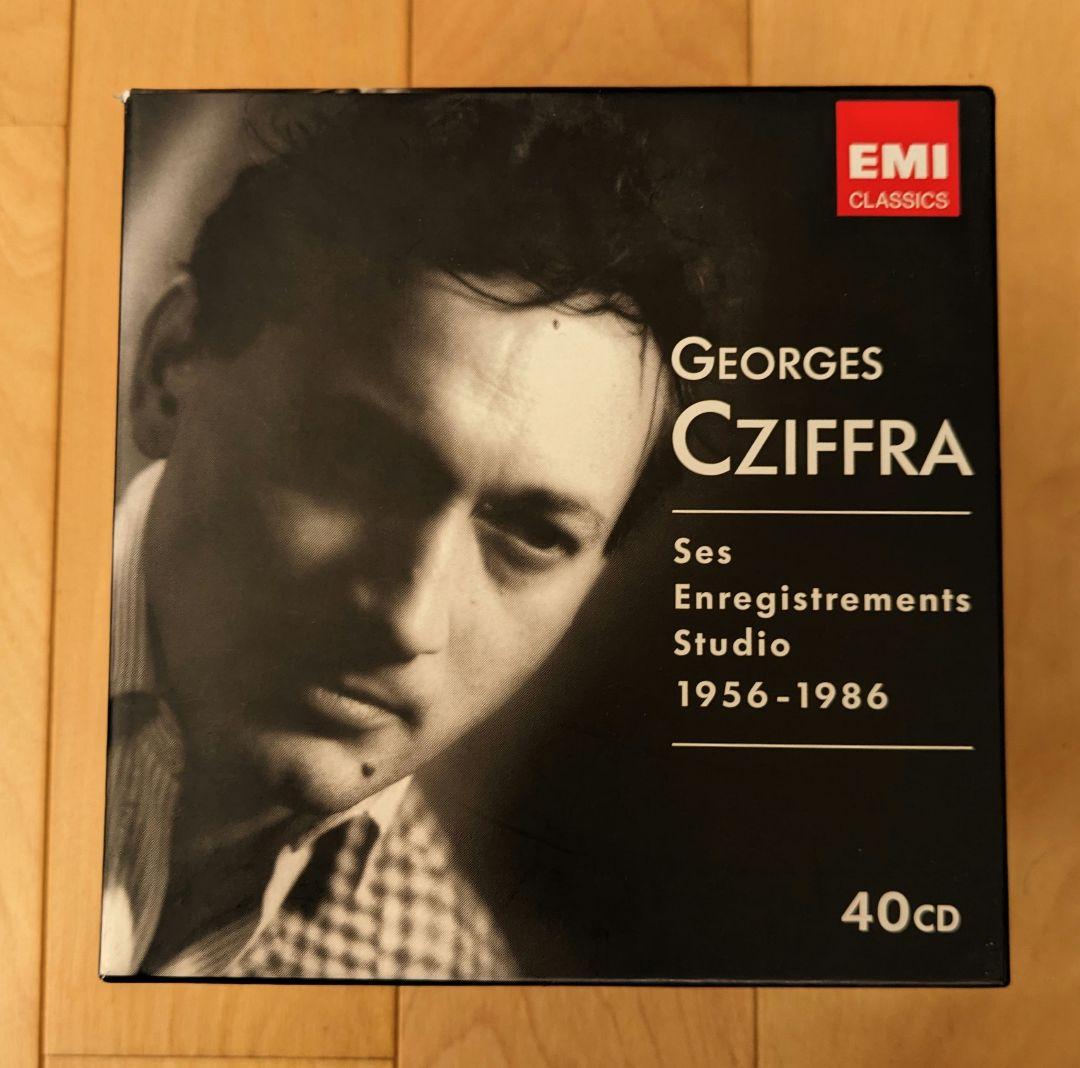 EMI
CLASSICS
GEORGES
CZIFFRA
Ses
Enregistrements
Studio
1956-1986
40CD